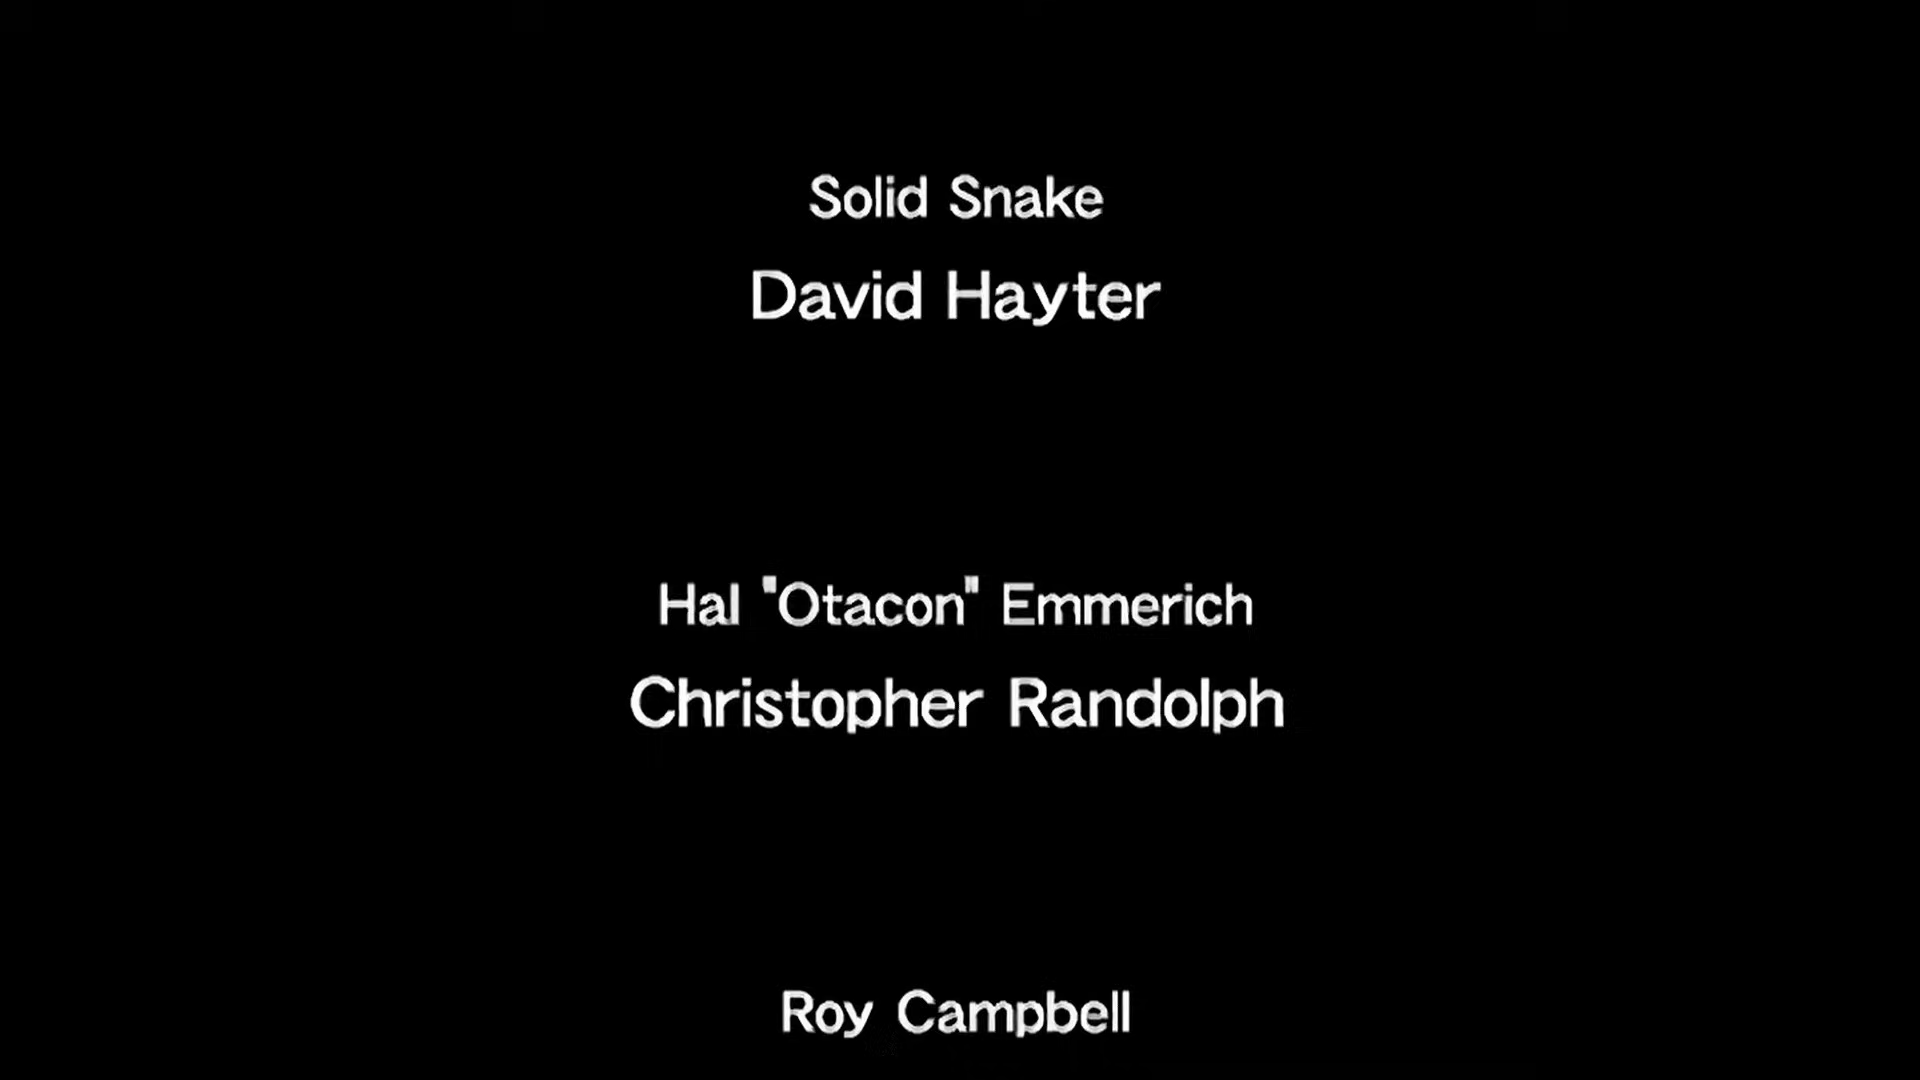 Solid Snake
David Hayter
Hal "Otacon" Emmerich
Christopher Randolph
Roy Campbell